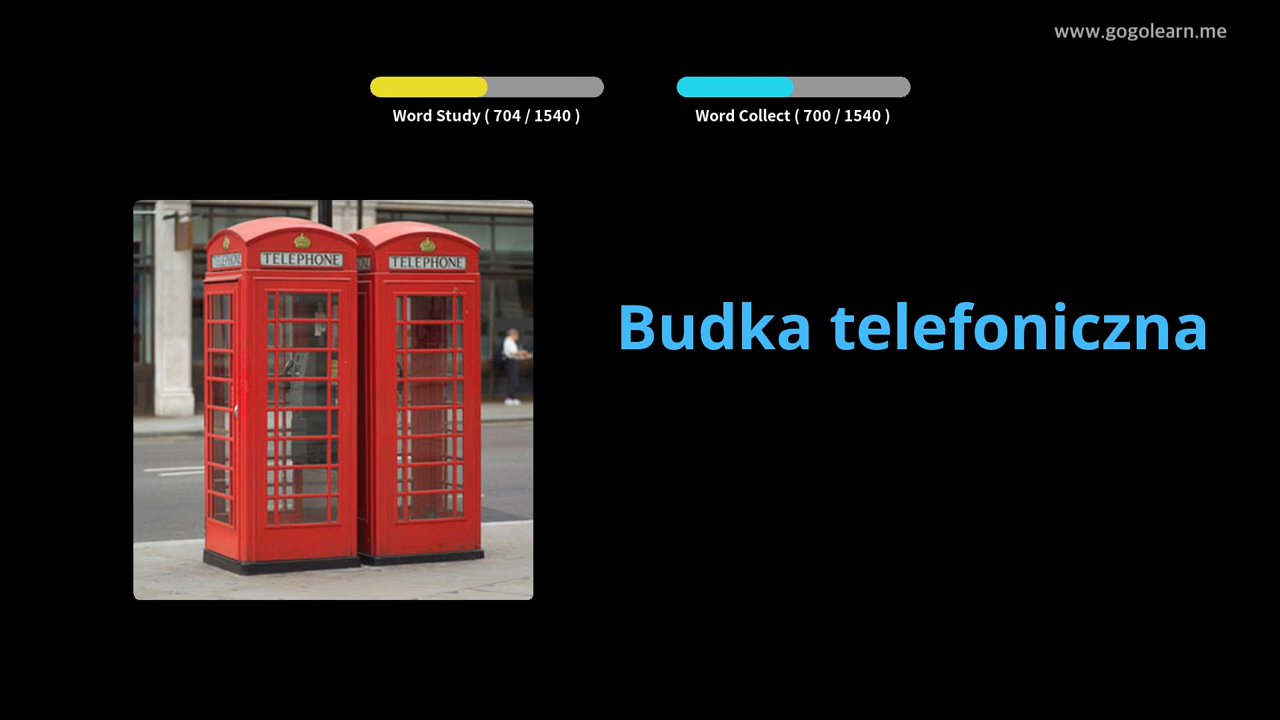 www.gogolearn.me
Word Study ( 704 / 1540 )
Word Collect ( 700 / 1540 )
TELEPHONE
TELEPHONE
Budka telefoniczna